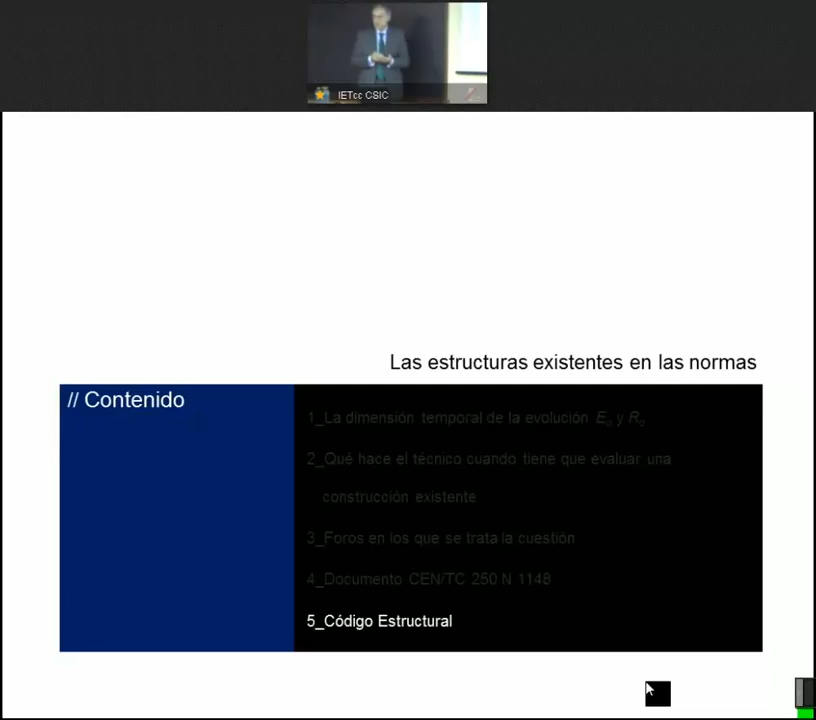 IETcc CSIC
Las estructuras existentes en las normas
// Contenido
1_La dimensión temporal de la evolución Ed y Rd
2_Qué hace el técnico cuando tiene que evaluar una
construcción existente
3_Foros en los que se trata la cuestión
4_Documento CEN/TC 250 N 1148
5_Código Estructural